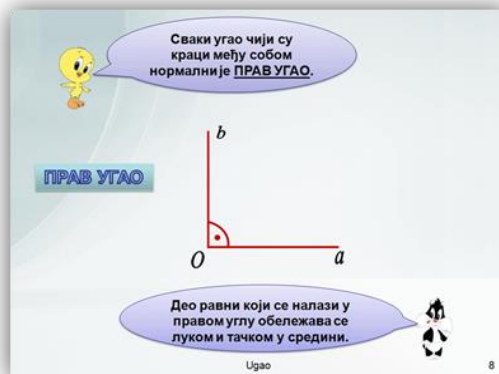 Сваки угао чији су
краци међу собом
нормални је ПРАВ УГАО.
b
ПРАВ УГАО
O
a
Део равни који се налази у
правом углу обележава се
луком и тачком у средини.
Ugao
8